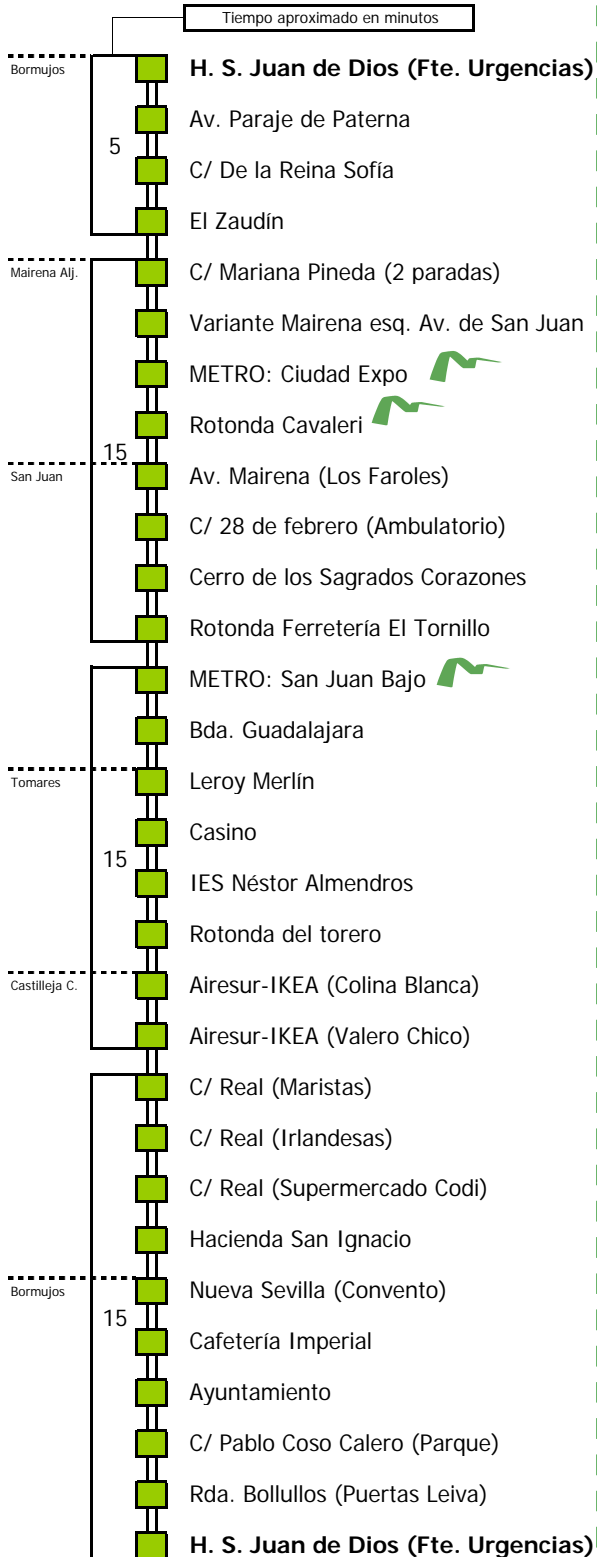 Tiempo aproximado en minutos
Bormujos
H. S. Juan de Dios (Fte. Urgencias)
Av. Paraje de Paterna
5
C/ De la Reina Sofía
El Zaudín
Mairena Alj.
C/ Mariana Pineda (2 paradas)
Variante Mairena esq. Av. de San Juan
METRO: Ciudad Expo
Rotonda Cavaleri
15
San Juan
Av. Mairena (Los Faroles)
C/ 28 de febrero (Ambulatorio)
Cerro de los Sagrados Corazones
Rotonda Ferretería El Tornillo
METRO: San Juan Bajo
Bda. Guadalajara
Tomares
Leroy Merlín
Casino
15
IES Néstor Almendros
Rotonda del torero
Castilleja C.
Airesur-IKEA (Colina Blanca)
Airesur-IKEA (Valero Chico)
C/ Real (Maristas)
C/ Real (Irlandesas)
C/ Real (Supermercado Codi)
Hacienda San Ignacio
Bormujos
Nueva Sevilla (Convento)
15
Cafetería Imperial
Ayuntamiento
C/ Pablo Coso Calero (Parque)
Rda. Bollullos (Puertas Leiva)
H. S. Juan de Dios (Fte. Urgencias)